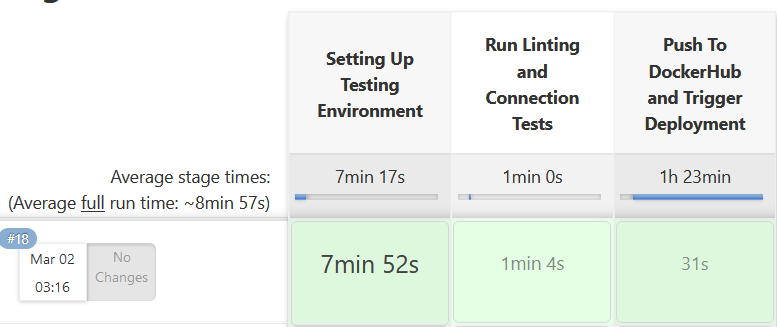 Setting Up
Testing
Environment
Run Linting
and
Connection
Tests
Push To
DockerHub
and Trigger
Deployment
Average stage times:
(Average full run time: ~8min 57s)
7min 17s
1min 0s
1h 23min
#18
Mar 02
03:16
No
Changes
7min 52s
1min 4s
31s